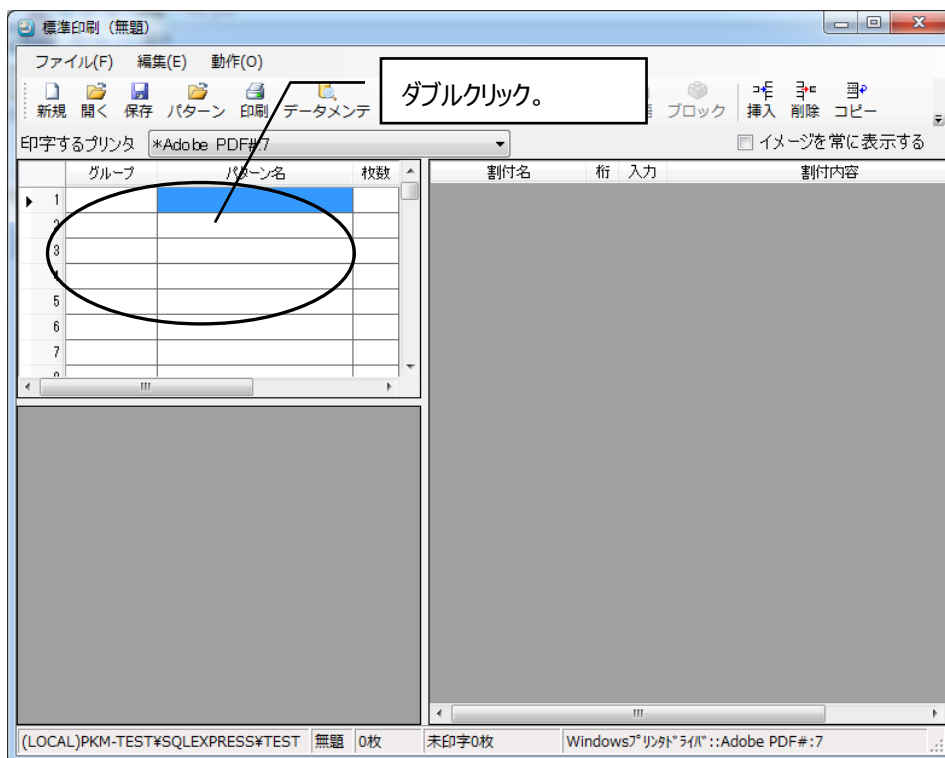 標準印刷（無題）
ファイル(F) 編集(E) 動作(O)
ダブルクリック。
新規 開く 保存 パターン 印刷 データメンテ ブロック 挿入 削除 コピー
印字するプリンタ *Adobe PDF#:7 イメージを常に表示する
グループ パターン名 枚数 割付名 桁 入力 割付内容
1
2
3
4
5
6
7
(LOCAL)PKM-TEST¥SQLEXPRESS¥TEST 無題 0枚 未印字0枚 Windowsﾌﾟﾘﾝﾀﾄﾞﾗｲﾊﾞ::Adobe PDF#:7